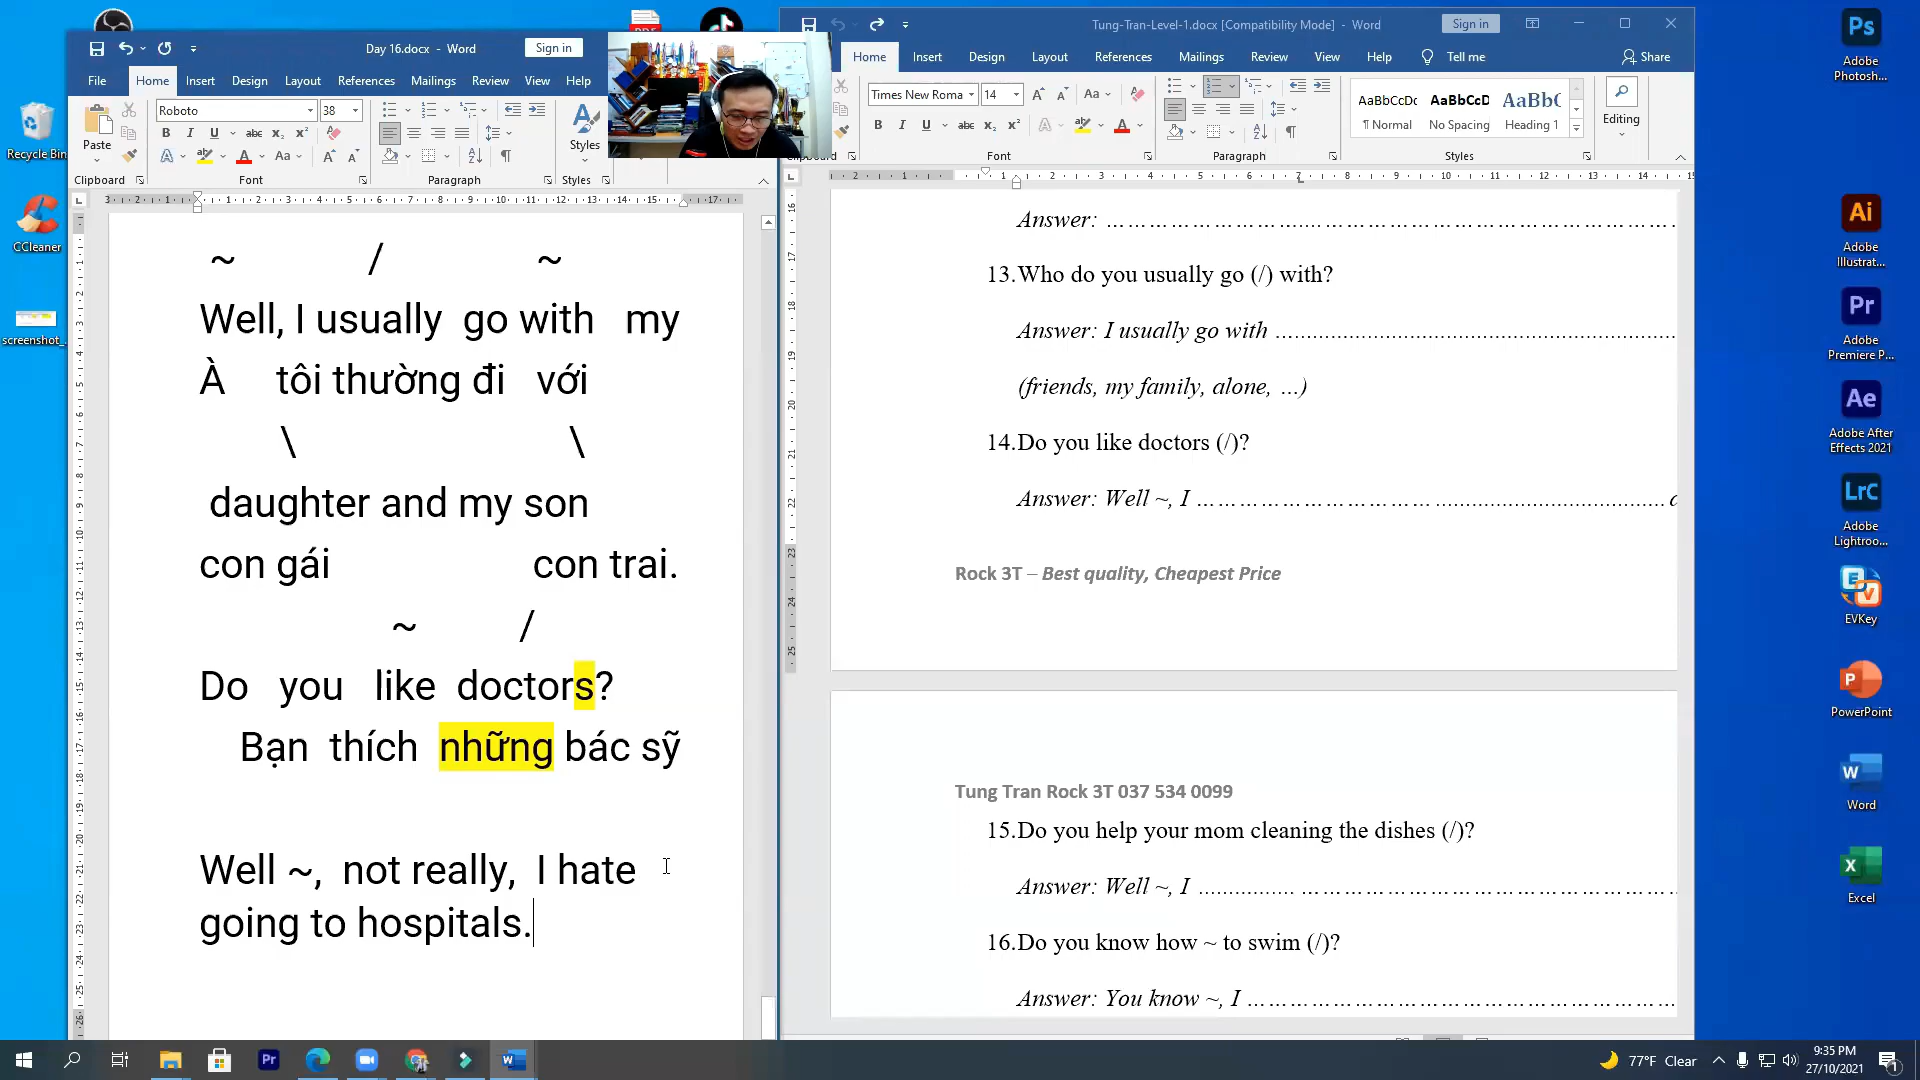 Day 16.docx - Word
Sign in
File Home Insert Design Layout References Mailings Review View Help
Paste
Roboto 38
Styles
Clipboard Font Paragraph Styles
~ / ~
Well, I usually go with my
À tôi thường đi với
\ \
daughter and my son
con gái con trai.
~ /
Do you like doctors?
Bạn thích những bác sỹ
Well ~, not really, I hate
going to hospitals.
Tung-Tran-Level-1.docx [Compatibility Mode] - Word
Sign in
Home Insert Design Layout References Mailings Review View Help Tell me Share
Times New Roma 14
AaBbCcDc AaBbCcD AaBbC
¶ Normal No Spacing Heading 1
Editing
Font Paragraph Styles
Answer: ……………………………………………………………………
13.Who do you usually go (/) with?
Answer: I usually go with ……………………………………………
(friends, my family, alone, …)
14.Do you like doctors (/)?
Answer: Well ~, I ……………………………………………………
Rock 3T – Best quality, Cheapest Price
Tung Tran Rock 3T 037 534 0099
15.Do you help your mom cleaning the dishes (/)?
Answer: Well ~, I ……………………………………………………
16.Do you know how ~ to swim (/)?
Answer: You know ~, I ………………………………………………
Recycle Bin
CCleaner
screenshot_...
Adobe Photosh...
Adobe Illustrat...
Adobe Premiere P...
Adobe After Effects 2021
Adobe Lightroo...
EVKey
PowerPoint
Word
Excel
77°F Clear
9:35 PM
27/10/2021